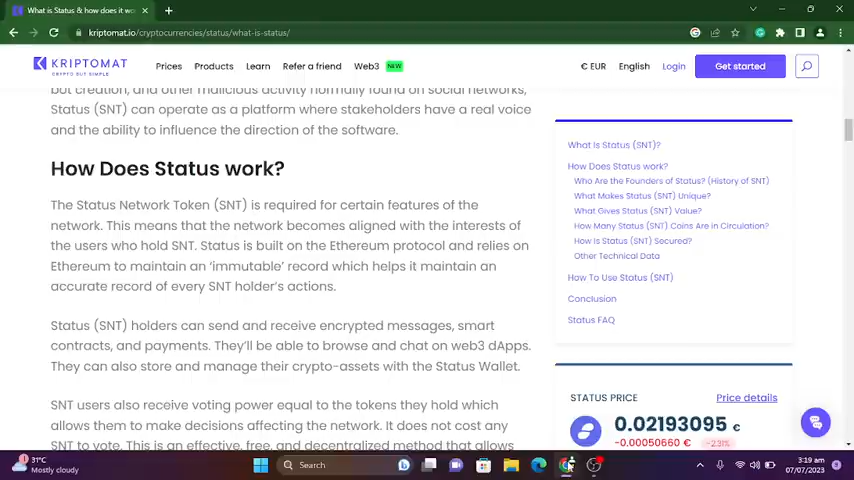 What is Status & how does it wor
kriptomat.io/cryptocurrencies/status/what-is-status/
KRIPTOMAT
CRYPTO BUT SIMPLE
Prices Products Learn Refer a friend Web3 NEW € EUR English Login Get started
bot creation, and other malicious activity normally found on social networks,
Status (SNT) can operate as a platform where stakeholders have a real voice
and the ability to influence the direction of the software.
How Does Status work?
The Status Network Token (SNT) is required for certain features of the
network. This means that the network becomes aligned with the interests of
the users who hold SNT. Status is built on the Ethereum protocol and relies on
Ethereum to maintain an ‘immutable’ record which helps it maintain an
accurate record of every SNT holder’s actions.
Status (SNT) holders can send and receive encrypted messages, smart
contracts, and payments. They’ll be able to browse and chat on web3 dApps.
They can also store and manage their crypto-assets with the Status Wallet.
SNT users also receive voting power equal to the tokens they hold which
allows them to make decisions affecting the network. It does not cost any
SNT to vote. This is an effective, free, and decentralized method that allows
What Is Status (SNT)?
How Does Status work?
Who Are the Founders of Status? (History of SNT)
What Makes Status (SNT) Unique?
What Gives Status (SNT) Value?
How Many Status (SNT) Coins Are in Circulation?
How Is Status (SNT) Secured?
Other Technical Data
How To Use Status (SNT)
Conclusion
Status FAQ
STATUS PRICE Price details
0.02193095 €
-0.00050660 € -2.31%
1
31°C
Mostly cloudy
Search
3:19 am
07/07/2023